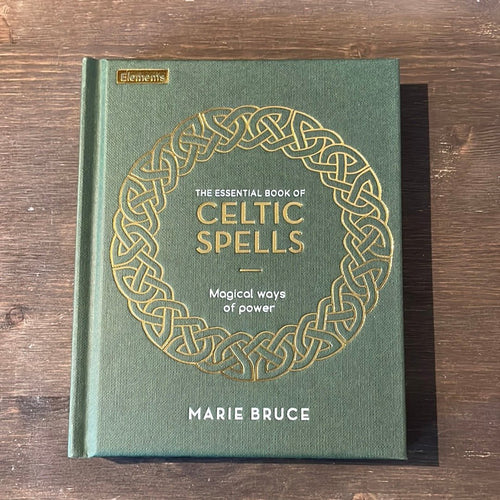 Elements
THE ESSENTIAL BOOK OF
CELTIC
SPELLS
Magical ways
of power
MARIE BRUCE